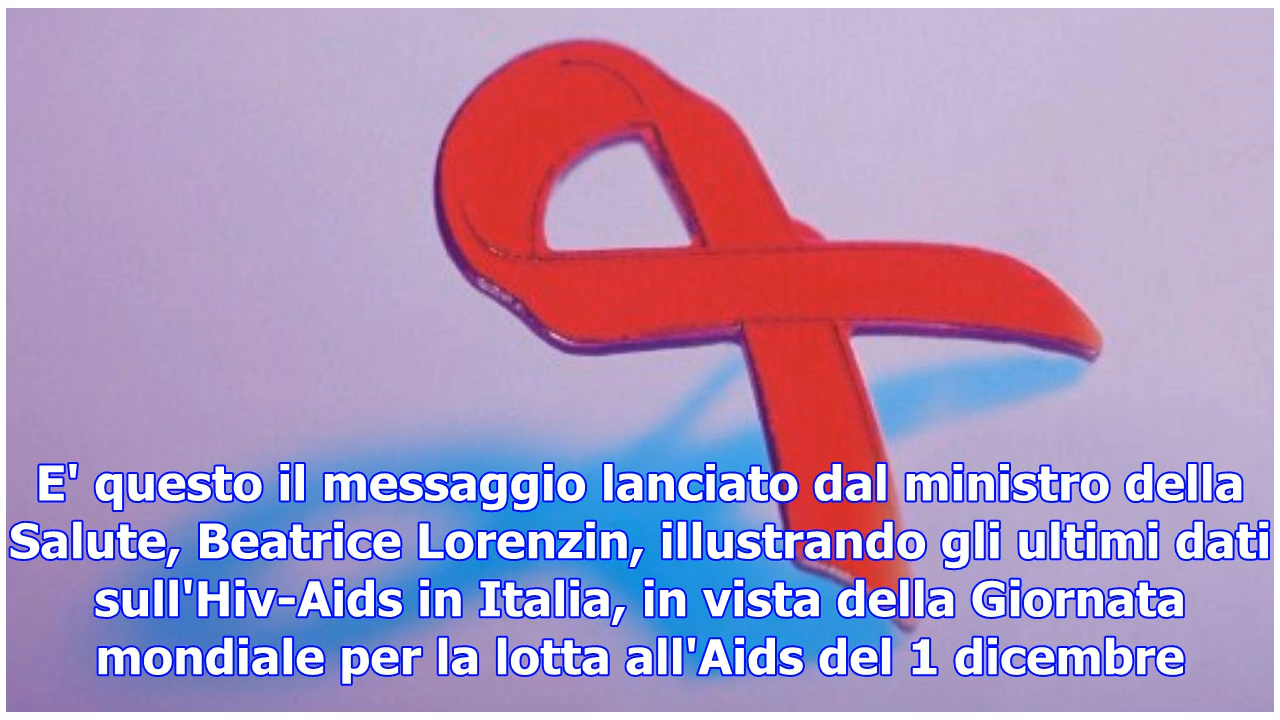 E' questo il messaggio lanciato dal ministro della
Salute, Beatrice Lorenzin, illustrando gli ultimi dati
sull'Hiv-Aids in Italia, in vista della Giornata
mondiale per la lotta all'Aids del 1 dicembre